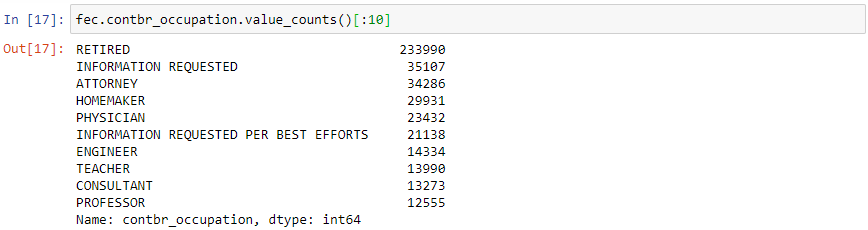 In [17]: fec.contbr_occupation.value_counts()[:10]
Out[17]: RETIRED 233990
INFORMATION REQUESTED 35107
ATTORNEY 34286
HOMEMAKER 29931
PHYSICIAN 23432
INFORMATION REQUESTED PER BEST EFFORTS 21138
ENGINEER 14334
TEACHER 13990
CONSULTANT 13273
PROFESSOR 12555
Name: contbr_occupation, dtype: int64